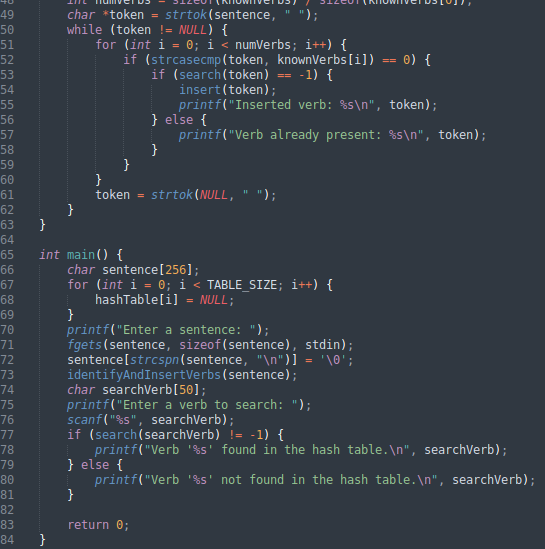 48 int numVerbs = sizeof(knownVerbs) / sizeof(knownVerbs[0]);
49 char *token = strtok(sentence, " ");
50 while (token != NULL) {
51 for (int i = 0; i < numVerbs; i++) {
52 if (strcasecmp(token, knownVerbs[i]) == 0) {
53 if (search(token) == -1) {
54 insert(token);
55 printf("Inserted verb: %s\n", token);
56 } else {
57 printf("Verb already present: %s\n", token);
58 }
59 }
60 }
61 token = strtok(NULL, " ");
62 }
63 }
64
65 int main() {
66 char sentence[256];
67 for (int i = 0; i < TABLE_SIZE; i++) {
68 hashTable[i] = NULL;
69 }
70 printf("Enter a sentence: ");
71 fgets(sentence, sizeof(sentence), stdin);
72 sentence[strcspn(sentence, "\n")] = '\0';
73 identifyAndInsertVerbs(sentence);
74 char searchVerb[50];
75 printf("Enter a verb to search: ");
76 scanf("%s", searchVerb);
77 if (search(searchVerb) != -1) {
78 printf("Verb '%s' found in the hash table.\n", searchVerb);
79 } else {
80 printf("Verb '%s' not found in the hash table.\n", searchVerb);
81 }
82
83 return 0;
84 }